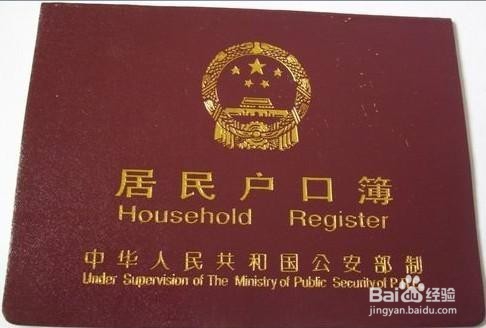 居民户口簿
Household Register
中华人民共和国公安部制
Under Supervision of The Ministry of Public Security of P.
Baidu经验
jingyan.baidu.com